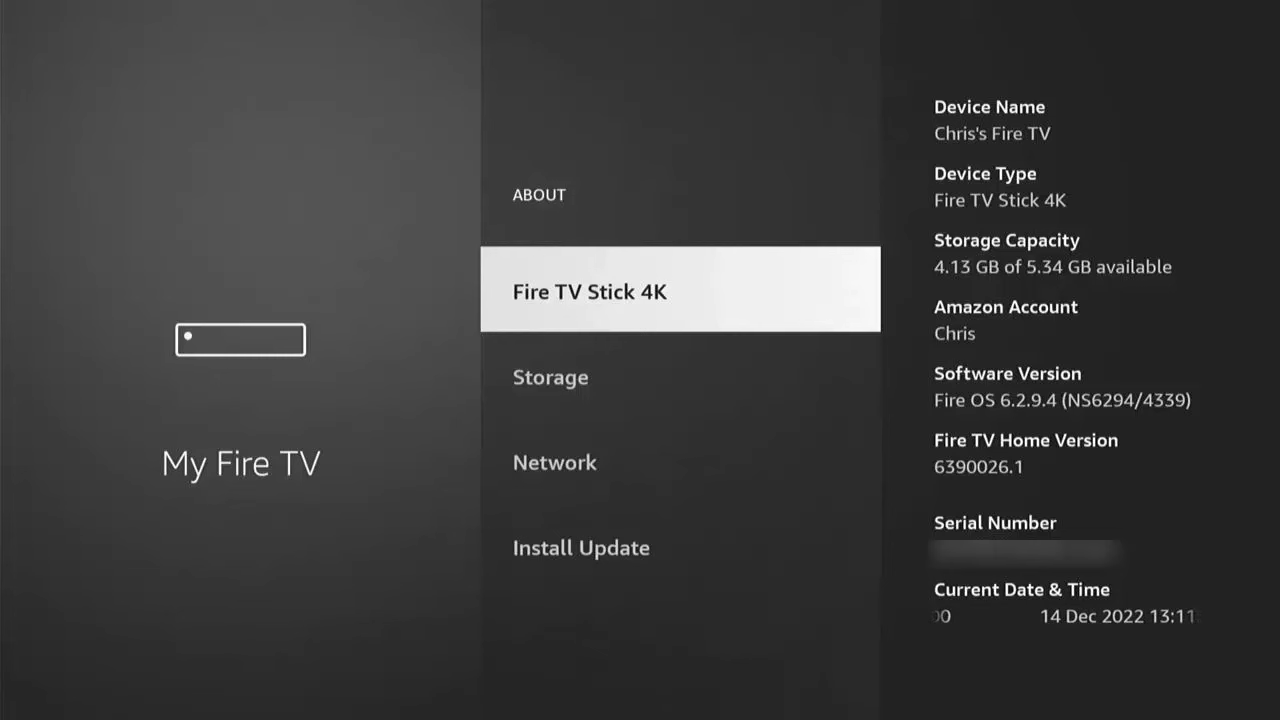 My Fire TV
ABOUT
Fire TV Stick 4K
Storage
Network
Install Update
Device Name
Chris's Fire TV
Device Type
Fire TV Stick 4K
Storage Capacity
4.13 GB of 5.34 GB available
Amazon Account
Chris
Software Version
Fire OS 6.2.9.4 (NS6294/4339)
Fire TV Home Version
6390026.1
Serial Number
Current Date & Time
00 14 Dec 2022 13:11